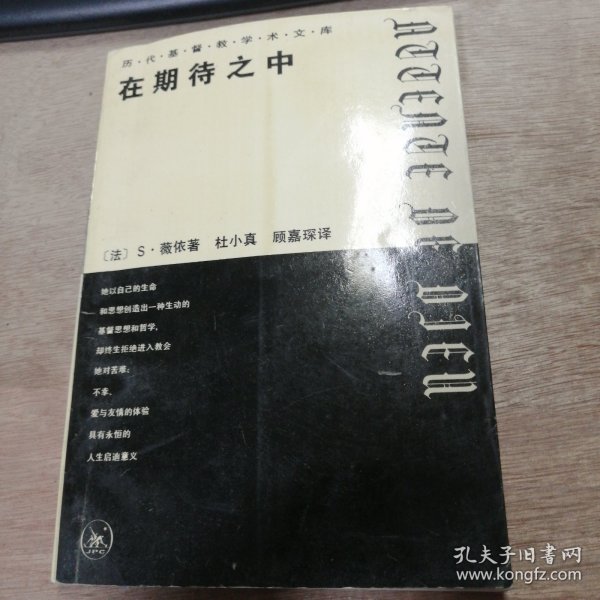 历·代·基·督·教·学·术·文·库
在期待之中
〔法〕S·薇依著 杜小真 顾嘉琛译
ATTENTE DE DIEU
她以自己的生命
和思想创造出一种生动的
基督思想和哲学,
却终生拒绝进入教会
她对苦难;
不幸,
爱与友情的体验
具有永恒的
人生启迪意义
JPC
孔夫子旧书网
www.kongfz.com